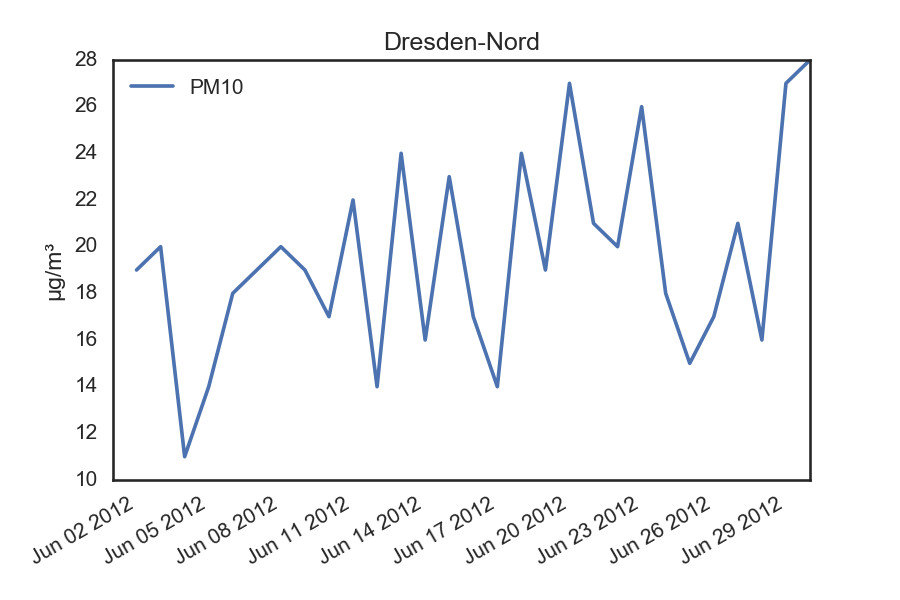 Dresden-Nord
28
26
24
22
20
18
16
14
12
10
µg/m³
PM10
Jun 02 2012
Jun 05 2012
Jun 08 2012
Jun 11 2012
Jun 14 2012
Jun 17 2012
Jun 20 2012
Jun 23 2012
Jun 26 2012
Jun 29 2012